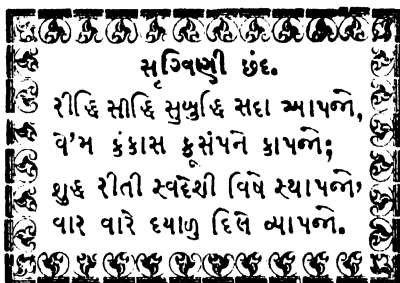 સૃગ્વિણી છંદ.
રીદ્ધિ સીદ્ધિ સુબુદ્ધિ સદા આપજો,
વે'મ કંકાસ કૂસંપને કાપજો;
શુદ્ધ રીતી સ્વદેશી વિષે સ્થાપજો,
વાર વારે દયાળુ દિલે વ્યાપજો.